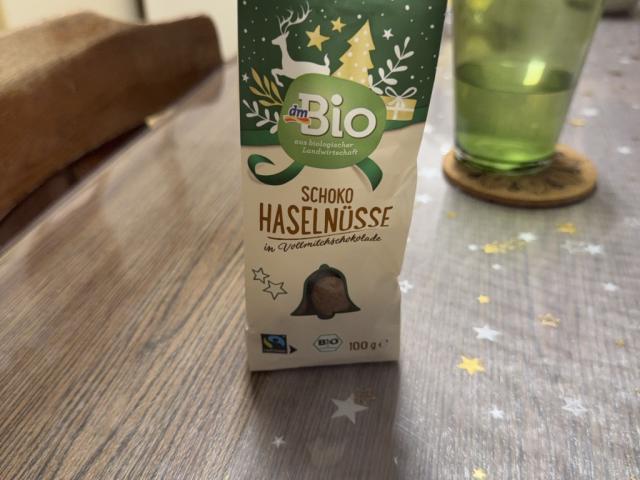 dm
Bio
aus biologischer
Landwirtschaft
SCHOKO
HASELNÜSSE
in Vollmilchschokolade
BIO
100 g e